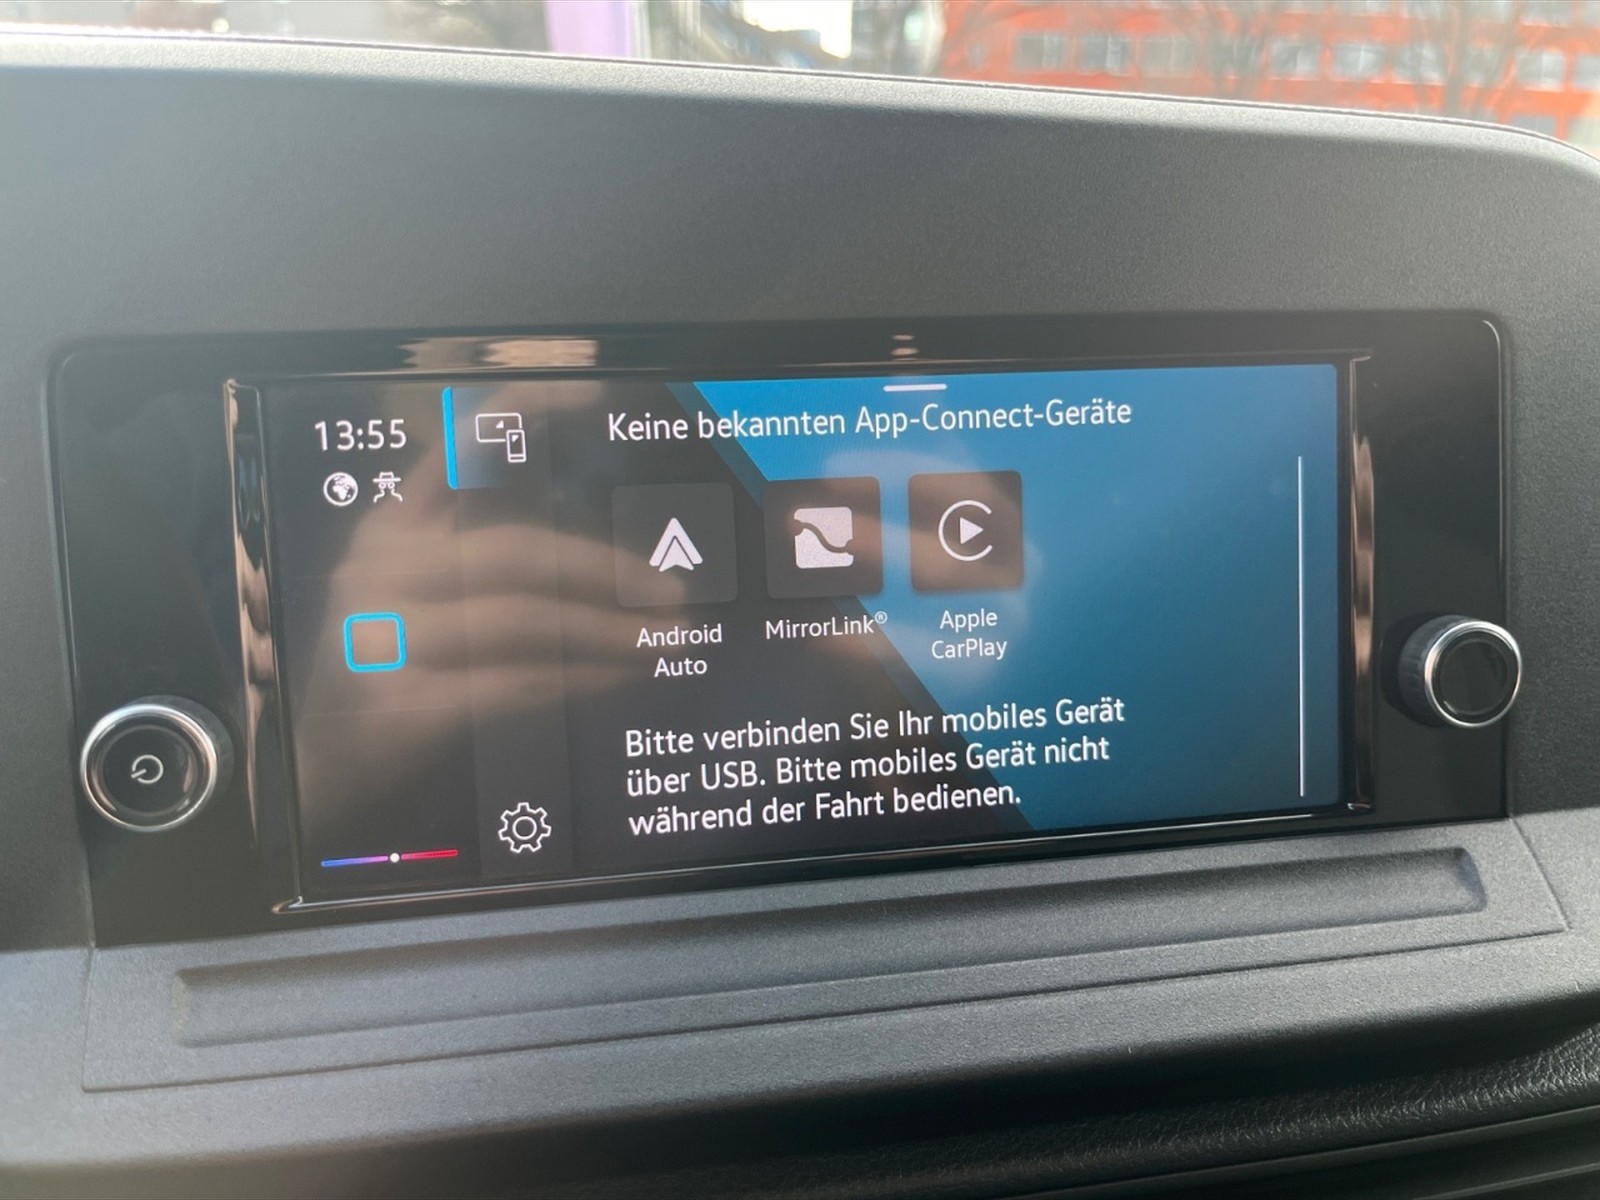 13:55
Keine bekannten App-Connect-Geräte
Android
Auto
MirrorLink®
Apple
CarPlay
Bitte verbinden Sie Ihr mobiles Gerät
über USB. Bitte mobiles Gerät nicht
während der Fahrt bedienen.